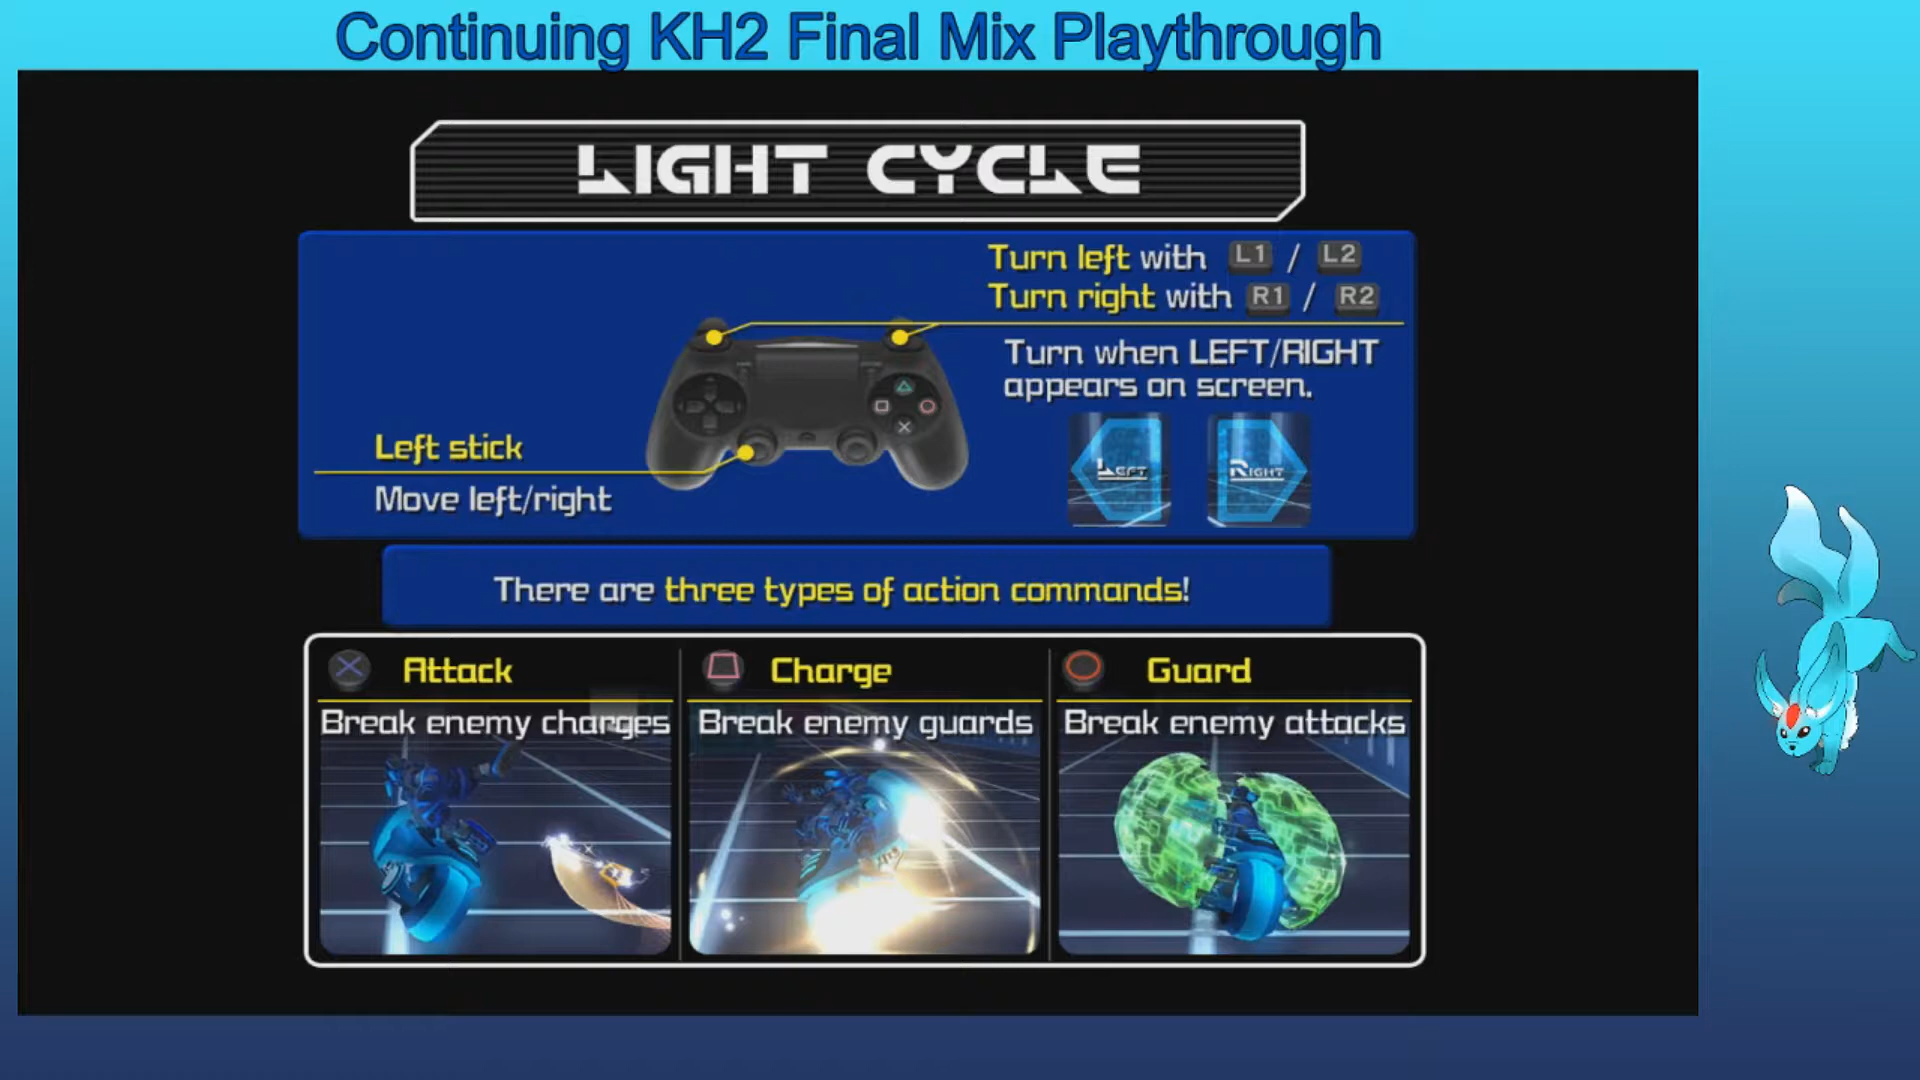 Continuing KH2 Final Mix Playthrough
LIGHT CYCLE
Turn left with L1 / L2
Turn right with R1 / R2
Turn when LEFT/RIGHT
appears on screen.
LEFT
RIGHT
Left stick
Move left/right
There are three types of action commands!
Attack
Break enemy charges
Charge
Break enemy guards
Guard
Break enemy attacks